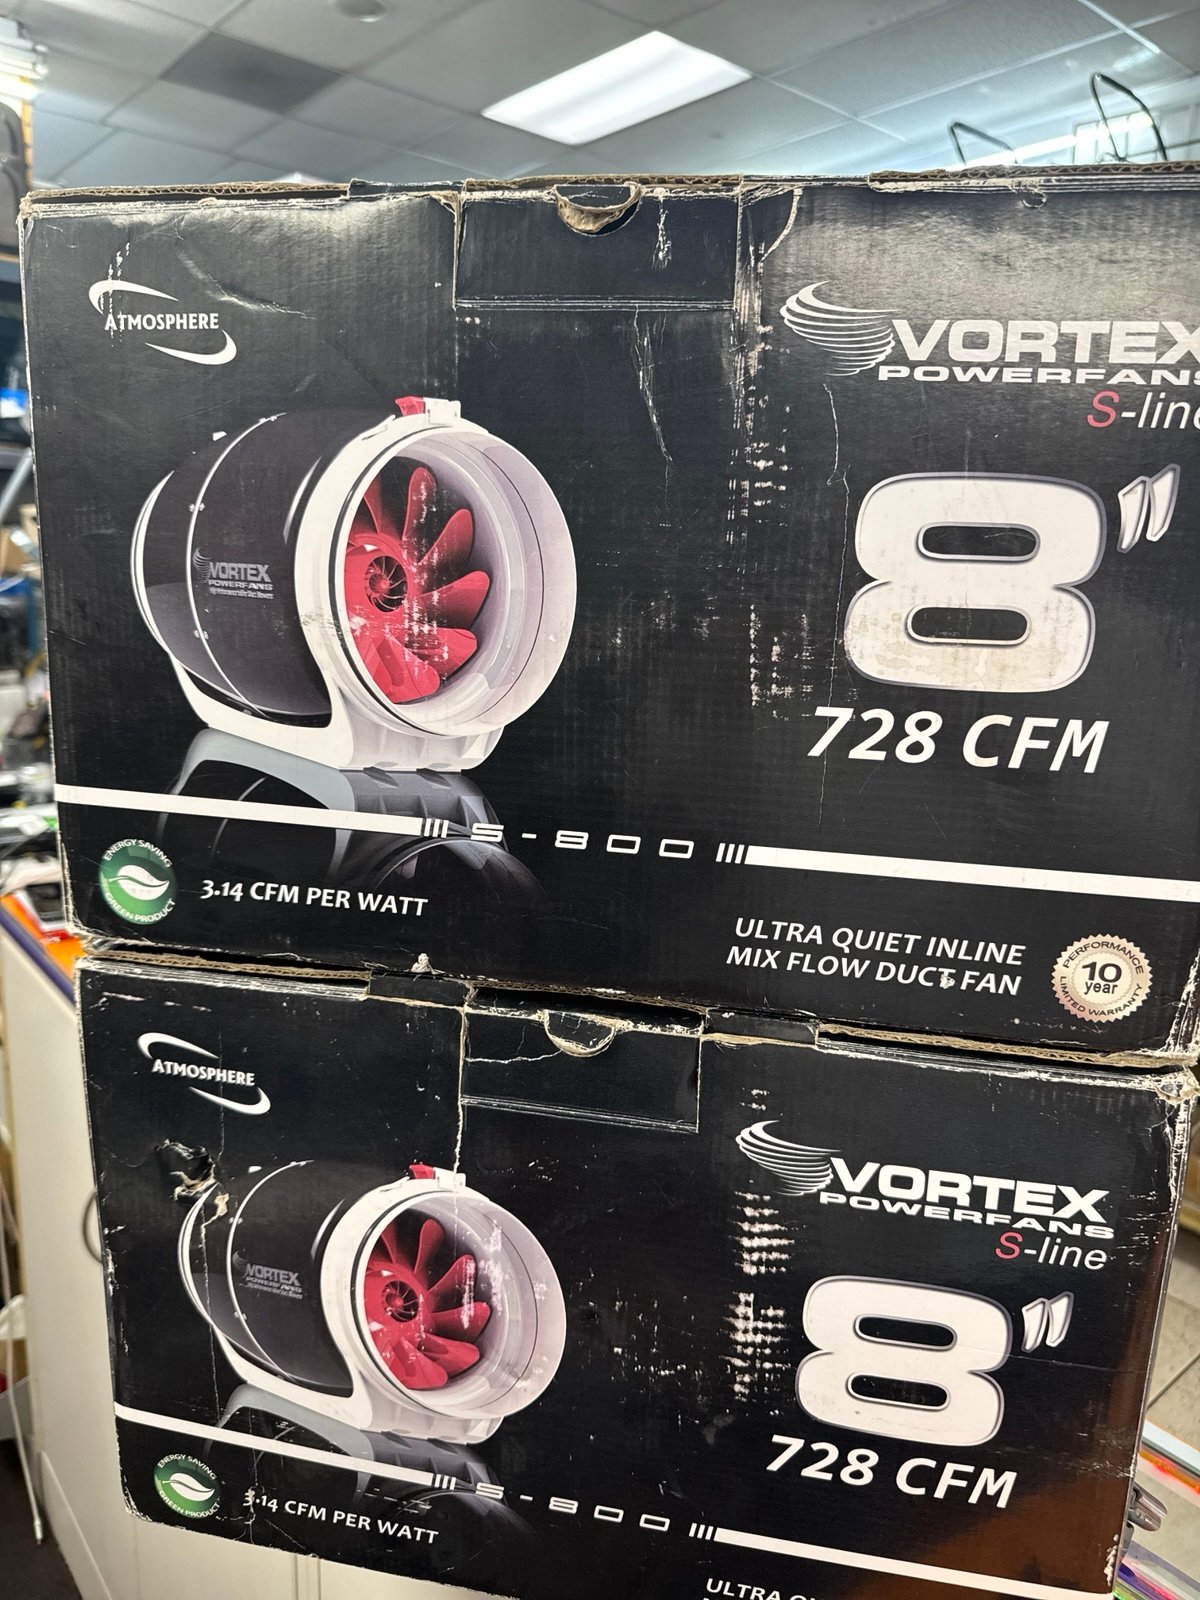 ATMOSPHERE
VORTEX
POWERFANS
S-line
8"
VORTEX
POWERFANS
728 CFM
S-800
ENERGY SAVING
GREEN PRODUCT
3.14 CFM PER WATT
ULTRA QUIET INLINE
MIX FLOW DUCT FAN
PERFORMANCE
10
year
LIMITED WARRANTY
ATMOSPHERE
VORTEX
POWERFANS
S-line
8"
VORTEX
POWERFANS
728 CFM
S-800
ENERGY SAVING
GREEN PRODUCT
3.14 CFM PER WATT
ULTRA